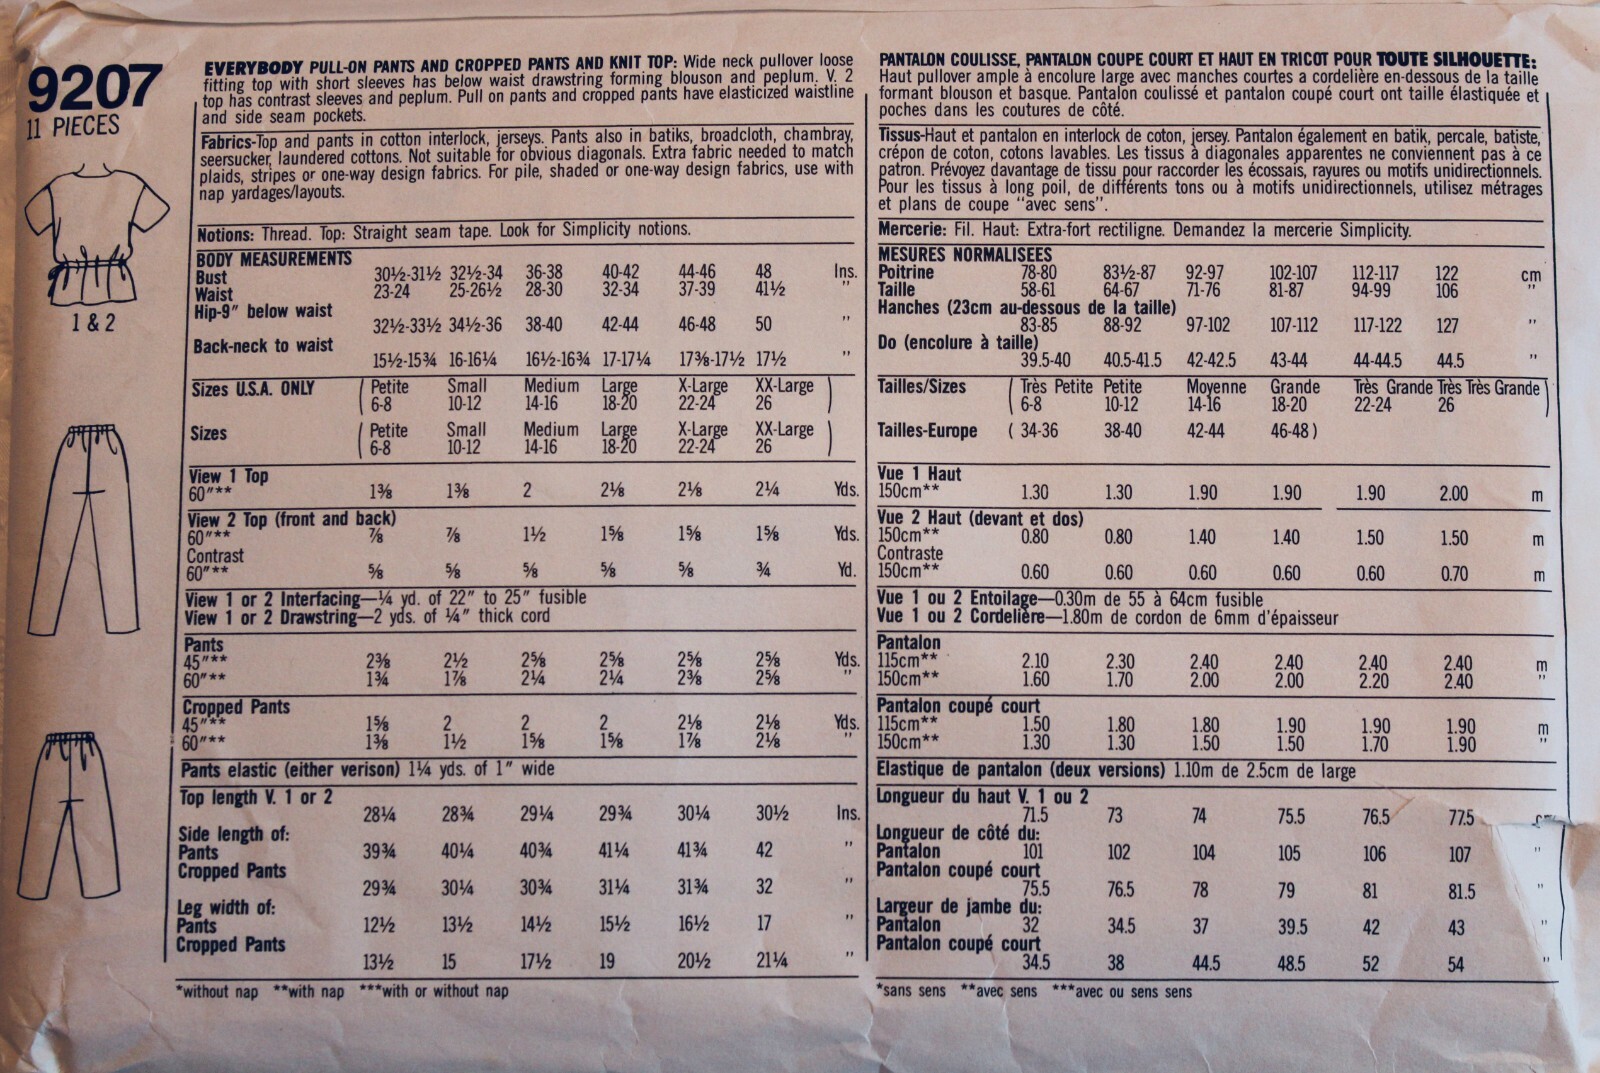 9207
11 PIECES
1 & 2
EVERYBODY PULL-ON PANTS AND CROPPED PANTS AND KNIT TOP: Wide neck pullover loose
fitting top with short sleeves has below waist drawstring forming blouson and peplum. V. 2
top has contrast sleeves and peplum. Pull on pants and cropped pants have elasticized waistline
and side seam pockets.
Fabrics-Top and pants in cotton interlock, jerseys. Pants also in batiks, broadcloth, chambray,
seersucker, laundered cottons. Not suitable for obvious diagonals. Extra fabric needed to match
plaids, stripes or one-way design fabrics. For pile, shaded or one-way design fabrics, use with
nap yardages/layouts.
Notions: Thread. Top: Straight seam tape. Look for Simplicity notions.
BODY MEASUREMENTS
Bust 30½-31½ 32½-34 36-38 40-42 44-46 48 Ins.
Waist 23-24 25-26½ 28-30 32-34 37-39 41½ "
Hip-9" below waist
32½-33½ 34½-36 38-40 42-44 46-48 50 "
Back-neck to waist
15½-15¾ 16-16¼ 16½-16¾ 17-17¼ 17⅜-17½ 17½ "
Sizes U.S.A. ONLY ( Petite Small Medium Large X-Large XX-Large )
6-8 10-12 14-16 18-20 22-24 26
Sizes ( Petite Small Medium Large X-Large XX-Large )
6-8 10-12 14-16 18-20 22-24 26
View 1 Top
60"** 1⅜ 1⅜ 2 2⅛ 2⅛ 2¼ Yds.
View 2 Top (front and back)
60"** ⅞ ⅞ 1½ 1⅝ 1⅝ 1⅝ Yds.
Contrast
60"** ⅝ ⅝ ⅝ ⅝ ⅝ ¾ Yd.
View 1 or 2 Interfacing—¼ yd. of 22" to 25" fusible
View 1 or 2 Drawstring—2 yds. of ¼" thick cord
Pants
45"** 2⅜ 2½ 2⅝ 2⅝ 2⅝ 2⅝ Yds.
60"** 1¾ 1⅞ 2¼ 2¼ 2⅜ 2⅝ "
Cropped Pants
45"** 1⅝ 2 2 2 2⅛ 2⅛ Yds.
60"** 1⅜ 1½ 1⅝ 1⅝ 1⅞ 2⅛ "
Pants elastic (either verison) 1¼ yds. of 1" wide
Top length V. 1 or 2
28¼ 28¾ 29¼ 29¾ 30¼ 30½ Ins.
Side length of:
Pants 39¾ 40¼ 40¾ 41¼ 41¾ 42 "
Cropped Pants
29¾ 30¼ 30¾ 31¼ 31¾ 32 "
Leg width of:
Pants 12½ 13½ 14½ 15½ 16½ 17 "
Cropped Pants
13½ 15 17½ 19 20½ 21¼ "
*without nap **with nap ***with or without nap
PANTALON COULISSE, PANTALON COUPE COURT ET HAUT EN TRICOT POUR TOUTE SILHOUETTE:
Haut pullover ample à encolure large avec manches courtes a cordelière en-dessous de la taille
formant blouson et basque. Pantalon coulissé et pantalon coupé court ont taille élastiquée et
poches dans les coutures de côté.
Tissus-Haut et pantalon en interlock de coton, jersey. Pantalon également en batik, percale, batiste,
crépon de coton, cotons lavables. Les tissus à diagonales apparentes ne conviennent pas à ce
patron. Prévoyez davantage de tissu pour raccorder les écossais, rayures ou motifs unidirectionnels.
Pour les tissus à long poil, de différents tons ou à motifs unidirectionnels, utilisez métrages
et plans de coupe "avec sens".
Mercerie: Fil. Haut: Extra-fort rectiligne. Demandez la mercerie Simplicity.
MESURES NORMALISEES
Poitrine 78-80 83½-87 92-97 102-107 112-117 122 cm
Taille 58-61 64-67 71-76 81-87 94-99 106 "
Hanches (23cm au-dessous de la taille)
83-85 88-92 97-102 107-112 117-122 127 "
Do (encolure à taille)
39.5-40 40.5-41.5 42-42.5 43-44 44-44.5 44.5 "
Tailles/Sizes ( Très Petite Petite Moyenne Grande Très Grande Très Très Grande )
6-8 10-12 14-16 18-20 22-24 26
Tailles-Europe ( 34-36 38-40 42-44 46-48 )
Vue 1 Haut
150cm** 1.30 1.30 1.90 1.90 1.90 2.00 m
Vue 2 Haut (devant et dos)
150cm** 0.80 0.80 1.40 1.40 1.50 1.50 m
Contraste
150cm** 0.60 0.60 0.60 0.60 0.60 0.70 m
Vue 1 ou 2 Entoilage—0.30m de 55 à 64cm fusible
Vue 1 ou 2 Cordelière—1.80m de cordon de 6mm d'épaisseur
Pantalon
115cm** 2.10 2.30 2.40 2.40 2.40 2.40 m
150cm** 1.60 1.70 2.00 2.00 2.20 2.40 "
Pantalon coupé court
115cm** 1.50 1.80 1.80 1.90 1.90 1.90 m
150cm** 1.30 1.30 1.50 1.50 1.70 1.90 "
Elastique de pantalon (deux versions) 1.10m de 2.5cm de large
Longueur du haut V. 1 ou 2
71.5 73 74 75.5 76.5 77.5
Longueur de côté du:
Pantalon 101 102 104 105 106 107 "
Pantalon coupé court
75.5 76.5 78 79 81 81.5 "
Largeur de jambe du:
Pantalon 32 34.5 37 39.5 42 43 "
Pantalon coupé court
34.5 38 44.5 48.5 52 54 "
*sans sens **avec sens ***avec ou sens sens